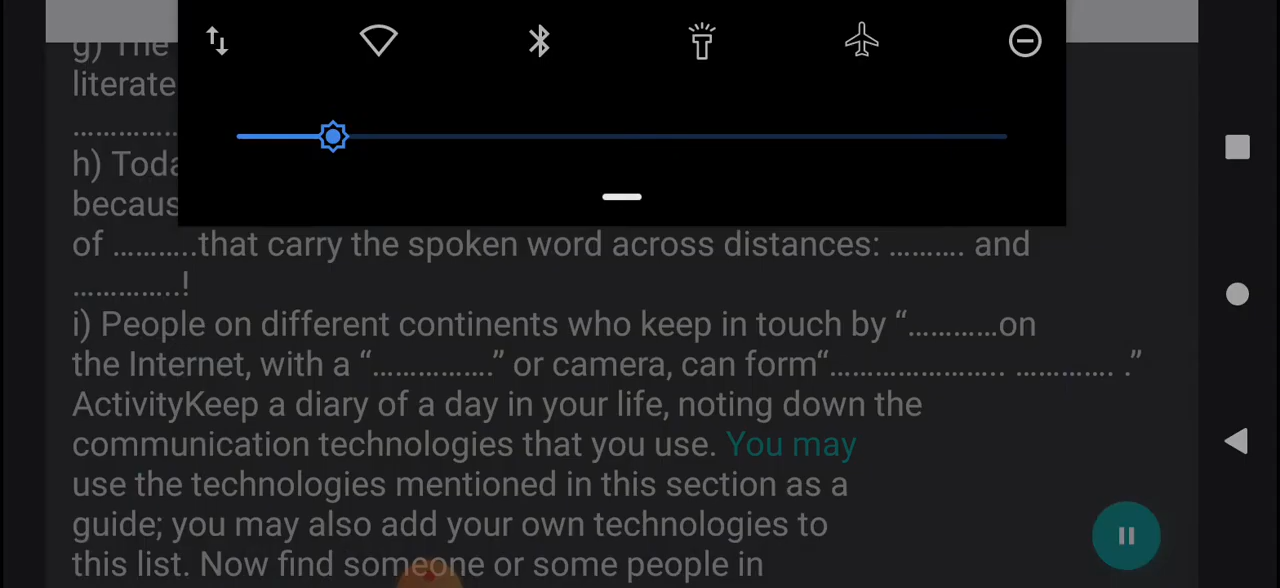 g) The
literate
……………
h) Toda
becaus
of ………..that carry the spoken word across distances: ………. and
…………..!
i) People on different continents who keep in touch by “…………on
the Internet, with a “…………….” or camera, can form“………………….. …………. .”
ActivityKeep a diary of a day in your life, noting down the
communication technologies that you use. You may
use the technologies mentioned in this section as a
guide; you may also add your own technologies to
this list. Now find someone or some people in